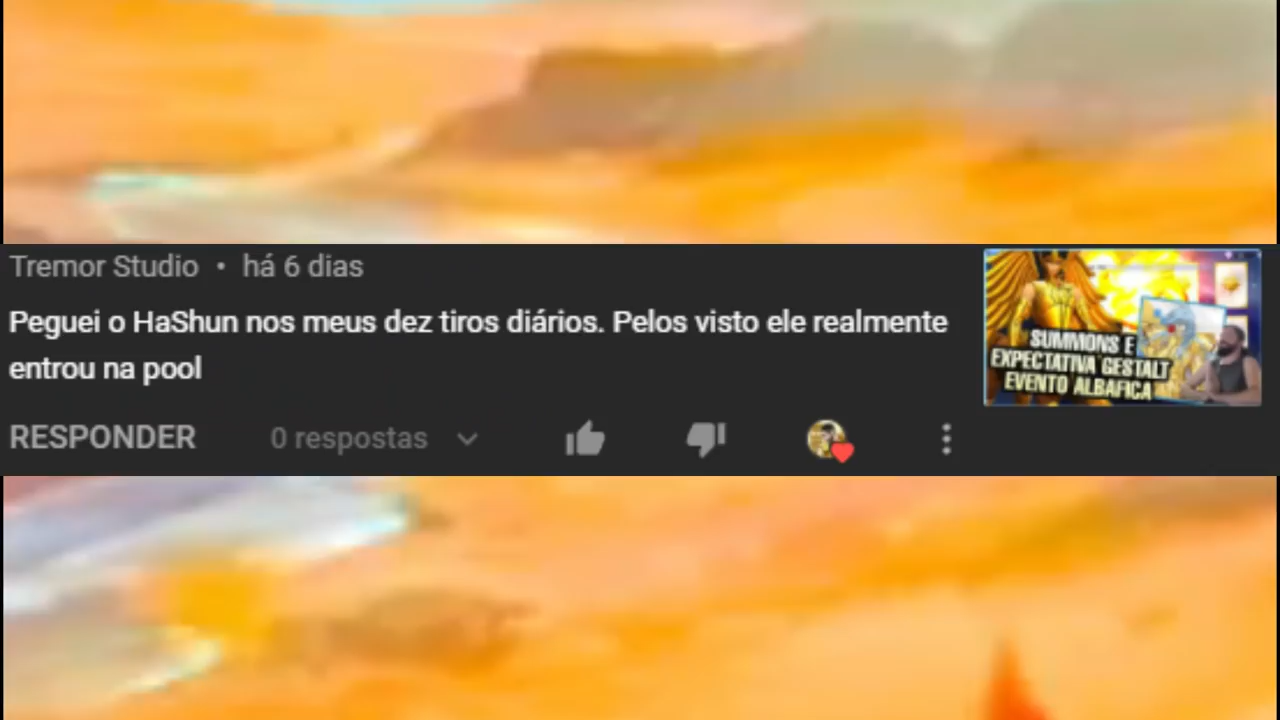 Tremor Studio • há 6 dias
Peguei o HaShun nos meus dez tiros diários. Pelos visto ele realmente
entrou na pool
SUMMONS E
EXPECTATIVA GESTALT
EVENTO ALBAFICA
RESPONDER 0 respostas